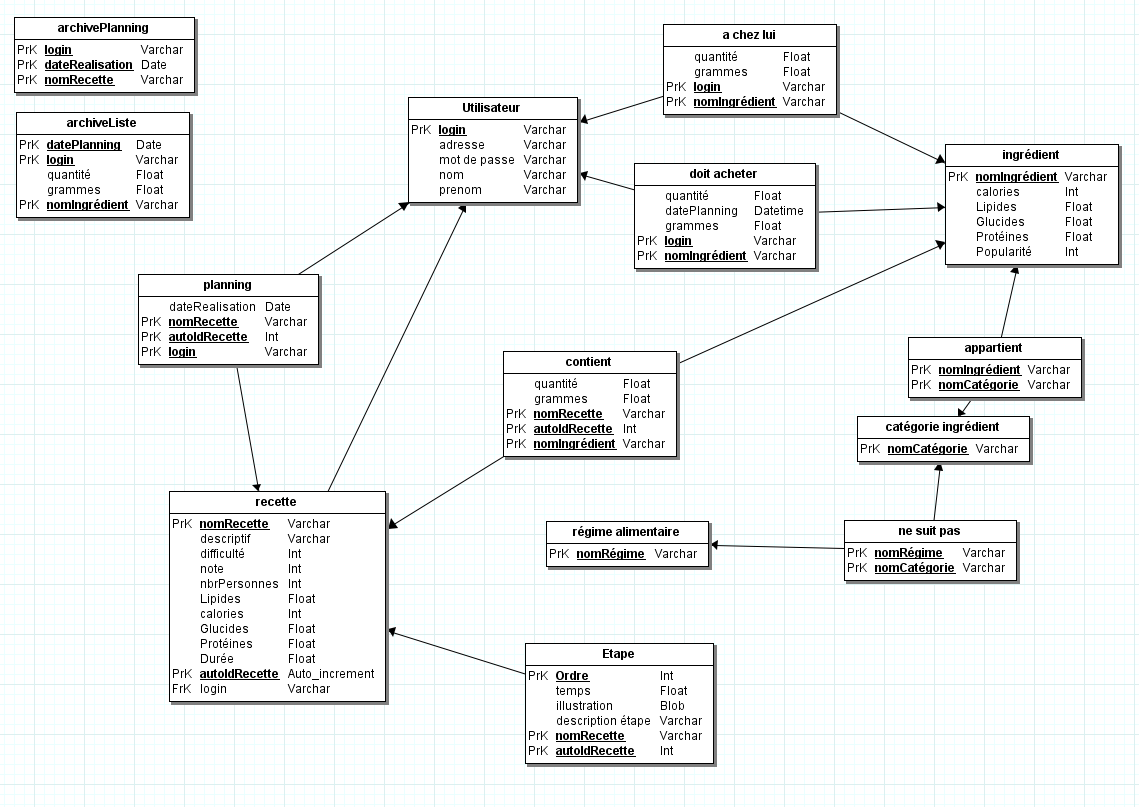 archivePlanning
PrK login Varchar
PrK dateRealisation Date
PrK nomRecette Varchar
archiveListe
PrK datePlanning Date
PrK login Varchar
quantité Float
grammes Float
PrK nomIngrédient Varchar
Utilisateur
PrK login Varchar
adresse Varchar
mot de passe Varchar
nom Varchar
prenom Varchar
a chez lui
quantité Float
grammes Float
PrK login Varchar
PrK nomIngrédient Varchar
doit acheter
quantité Float
datePlanning Datetime
grammes Float
PrK login Varchar
PrK nomIngrédient Varchar
ingrédient
PrK nomIngrédient Varchar
calories Int
Lipides Float
Glucides Float
Protéines Float
Popularité Int
planning
dateRealisation Date
PrK nomRecette Varchar
PrK autoIdRecette Int
PrK login Varchar
contient
quantité Float
grammes Float
PrK nomRecette Varchar
PrK autoIdRecette Int
PrK nomIngrédient Varchar
appartient
PrK nomIngrédient Varchar
PrK nomCatégorie Varchar
catégorie ingrédient
PrK nomCatégorie Varchar
recette
PrK nomRecette Varchar
descriptif Varchar
difficulté Int
note Int
nbrPersonnes Int
Lipides Float
calories Int
Glucides Float
Protéines Float
Durée Float
PrK autoIdRecette Auto_increment
FrK login Varchar
régime alimentaire
PrK nomRégime Varchar
ne suit pas
PrK nomRégime Varchar
PrK nomCatégorie Varchar
Etape
PrK Ordre Int
temps Float
illustration Blob
description étape Varchar
PrK nomRecette Varchar
PrK autoIdRecette Int